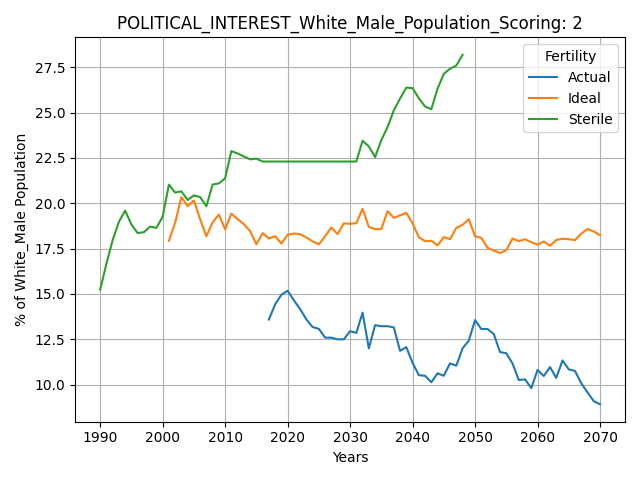 POLITICAL_INTEREST_White_Male_Population_Scoring: 2
Fertility
Actual
Ideal
Sterile
% of White_Male Population
27.5
25.0
22.5
20.0
17.5
15.0
12.5
10.0
1990 2000 2010 2020 2030 2040 2050 2060 2070
Years